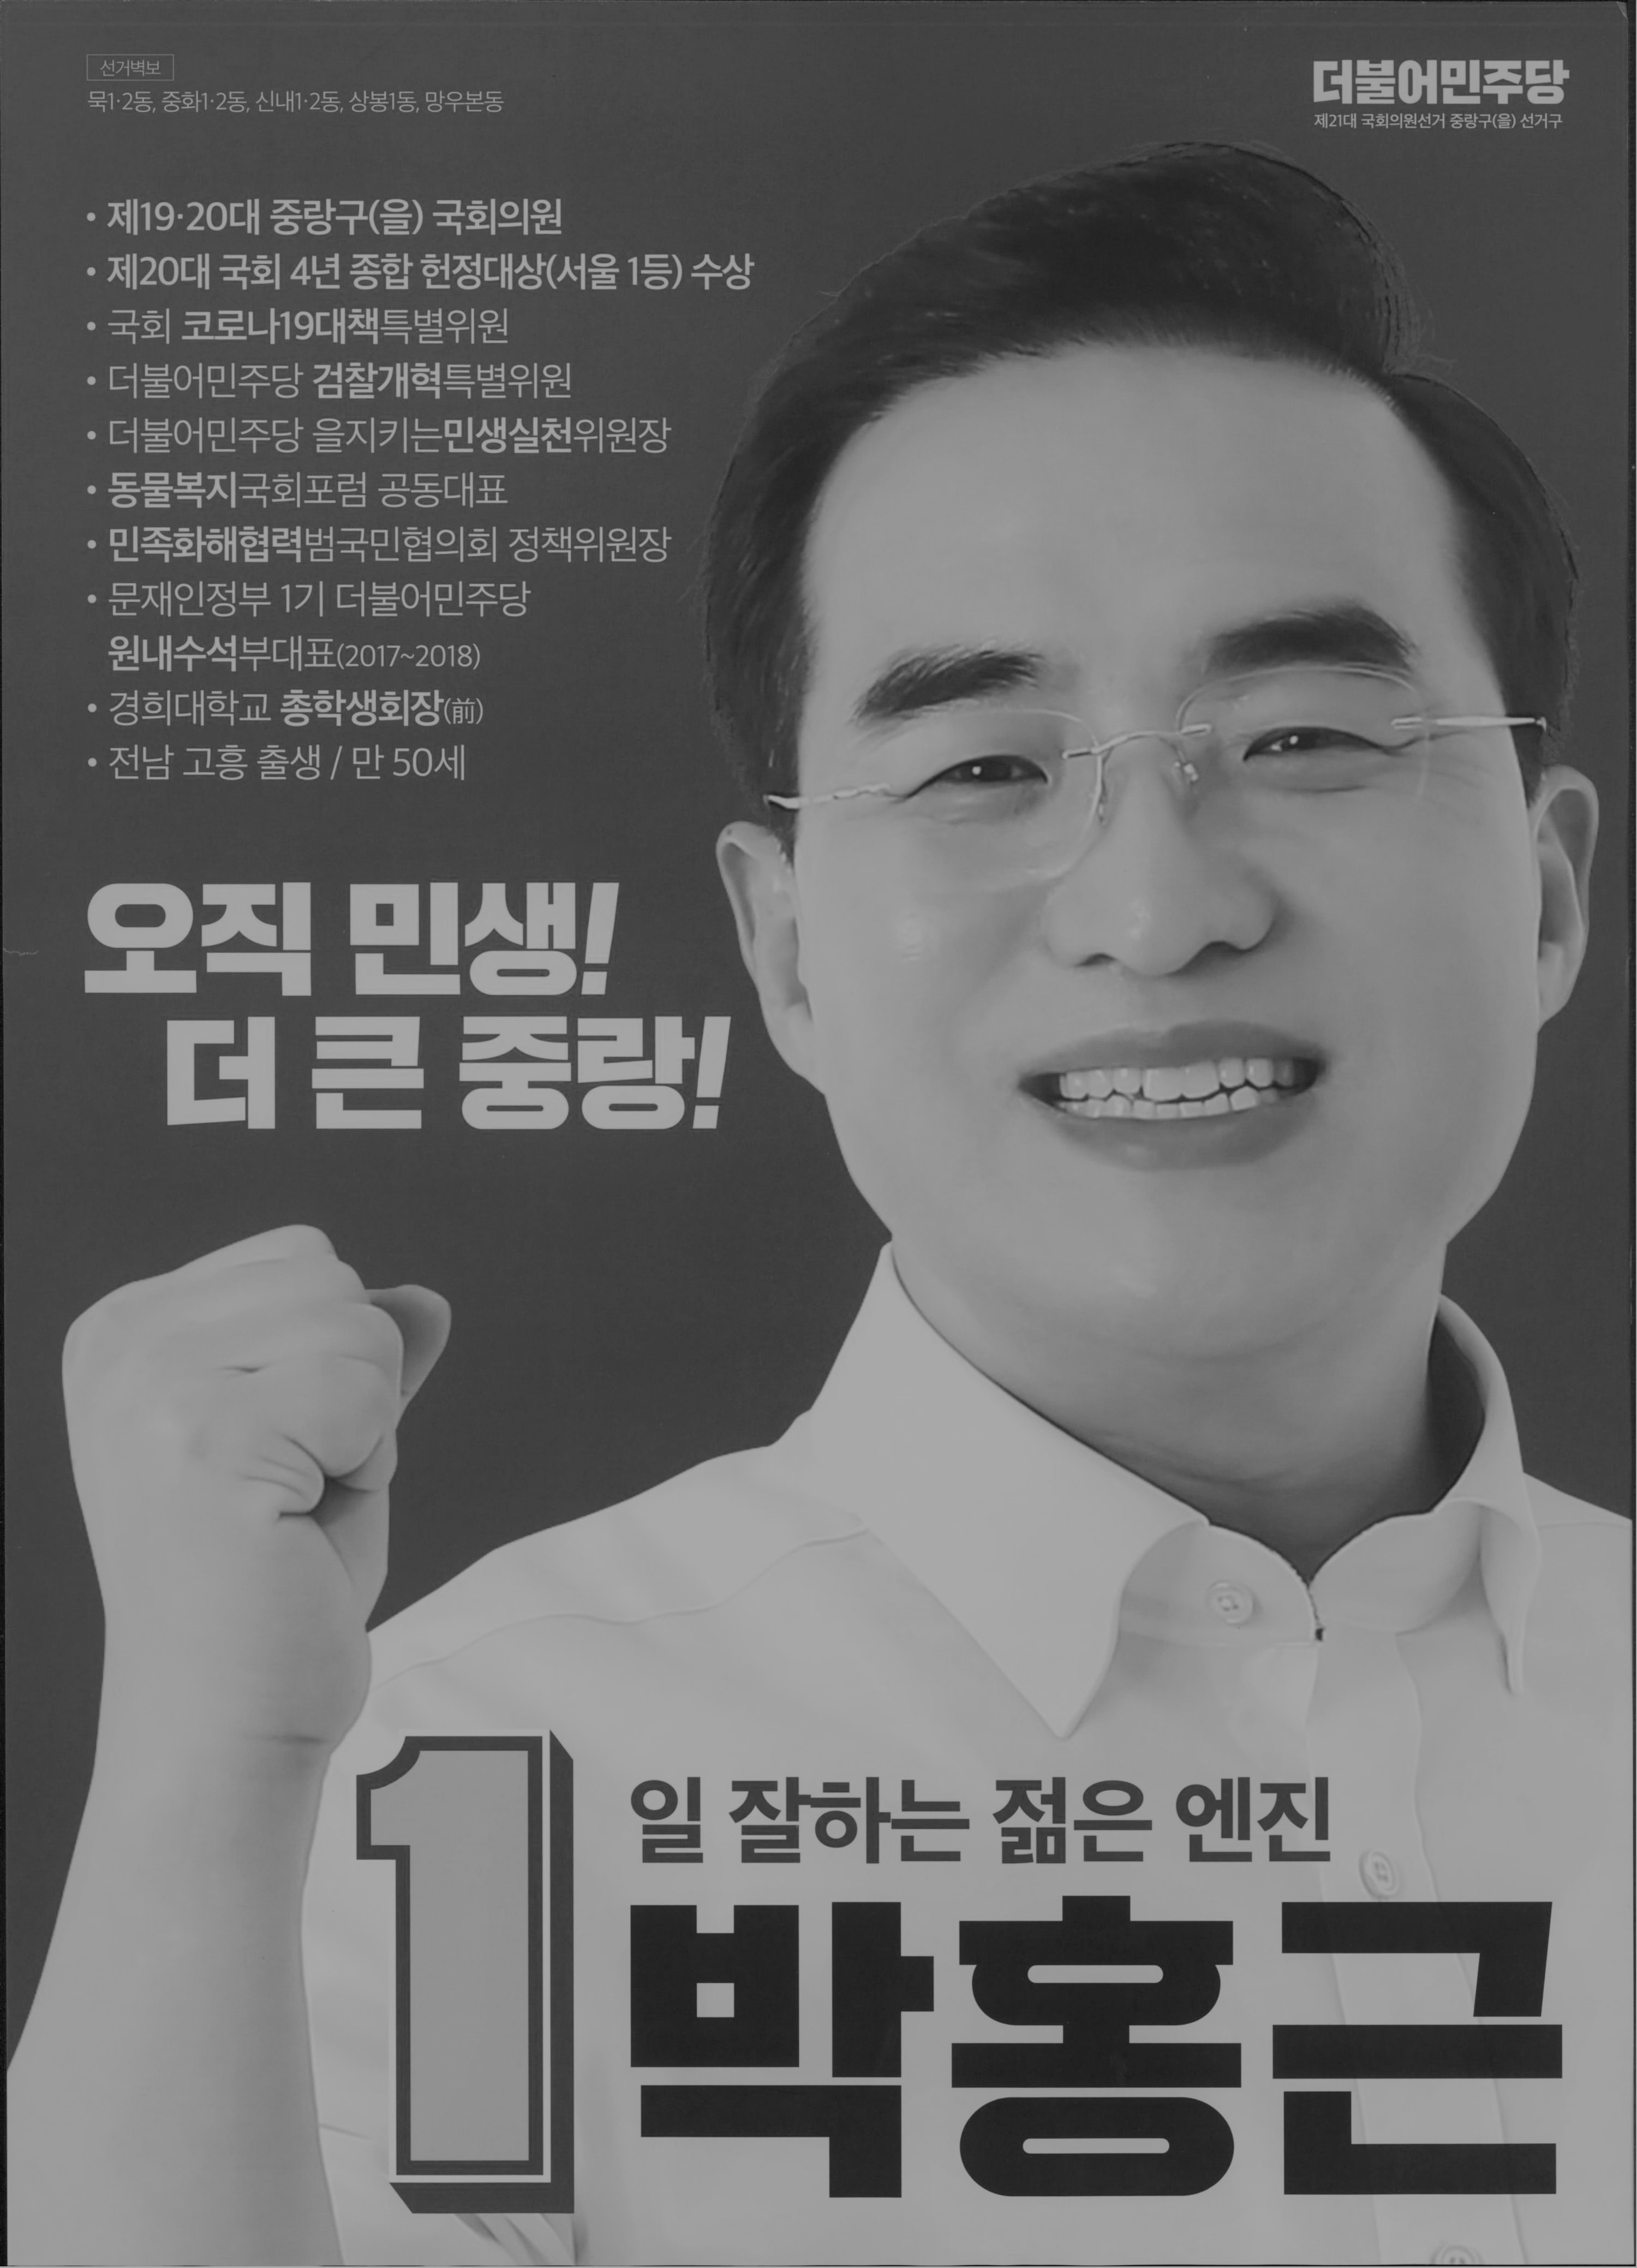 선거벽보
묵1·2동, 중화1·2동, 신내1·2동, 상봉1동, 망우본동
더불어민주당
제21대 국회의원선거 중랑구(을) 선거구
• 제19·20대 중랑구(을) 국회의원
• 제20대 국회 4년 종합 헌정대상(서울 1등) 수상
• 국회 코로나19대책특별위원
• 더불어민주당 검찰개혁특별위원
• 더불어민주당 을지키는민생실천위원장
• 동물복지국회포럼 공동대표
• 민족화해협력범국민협의회 정책위원장
• 문재인정부 1기 더불어민주당
원내수석부대표(2017~2018)
• 경희대학교 총학생회장(前)
• 전남 고흥 출생 / 만 50세
오직 민생!
더 큰 중랑!
1
일 잘하는 젊은 엔진
박홍근